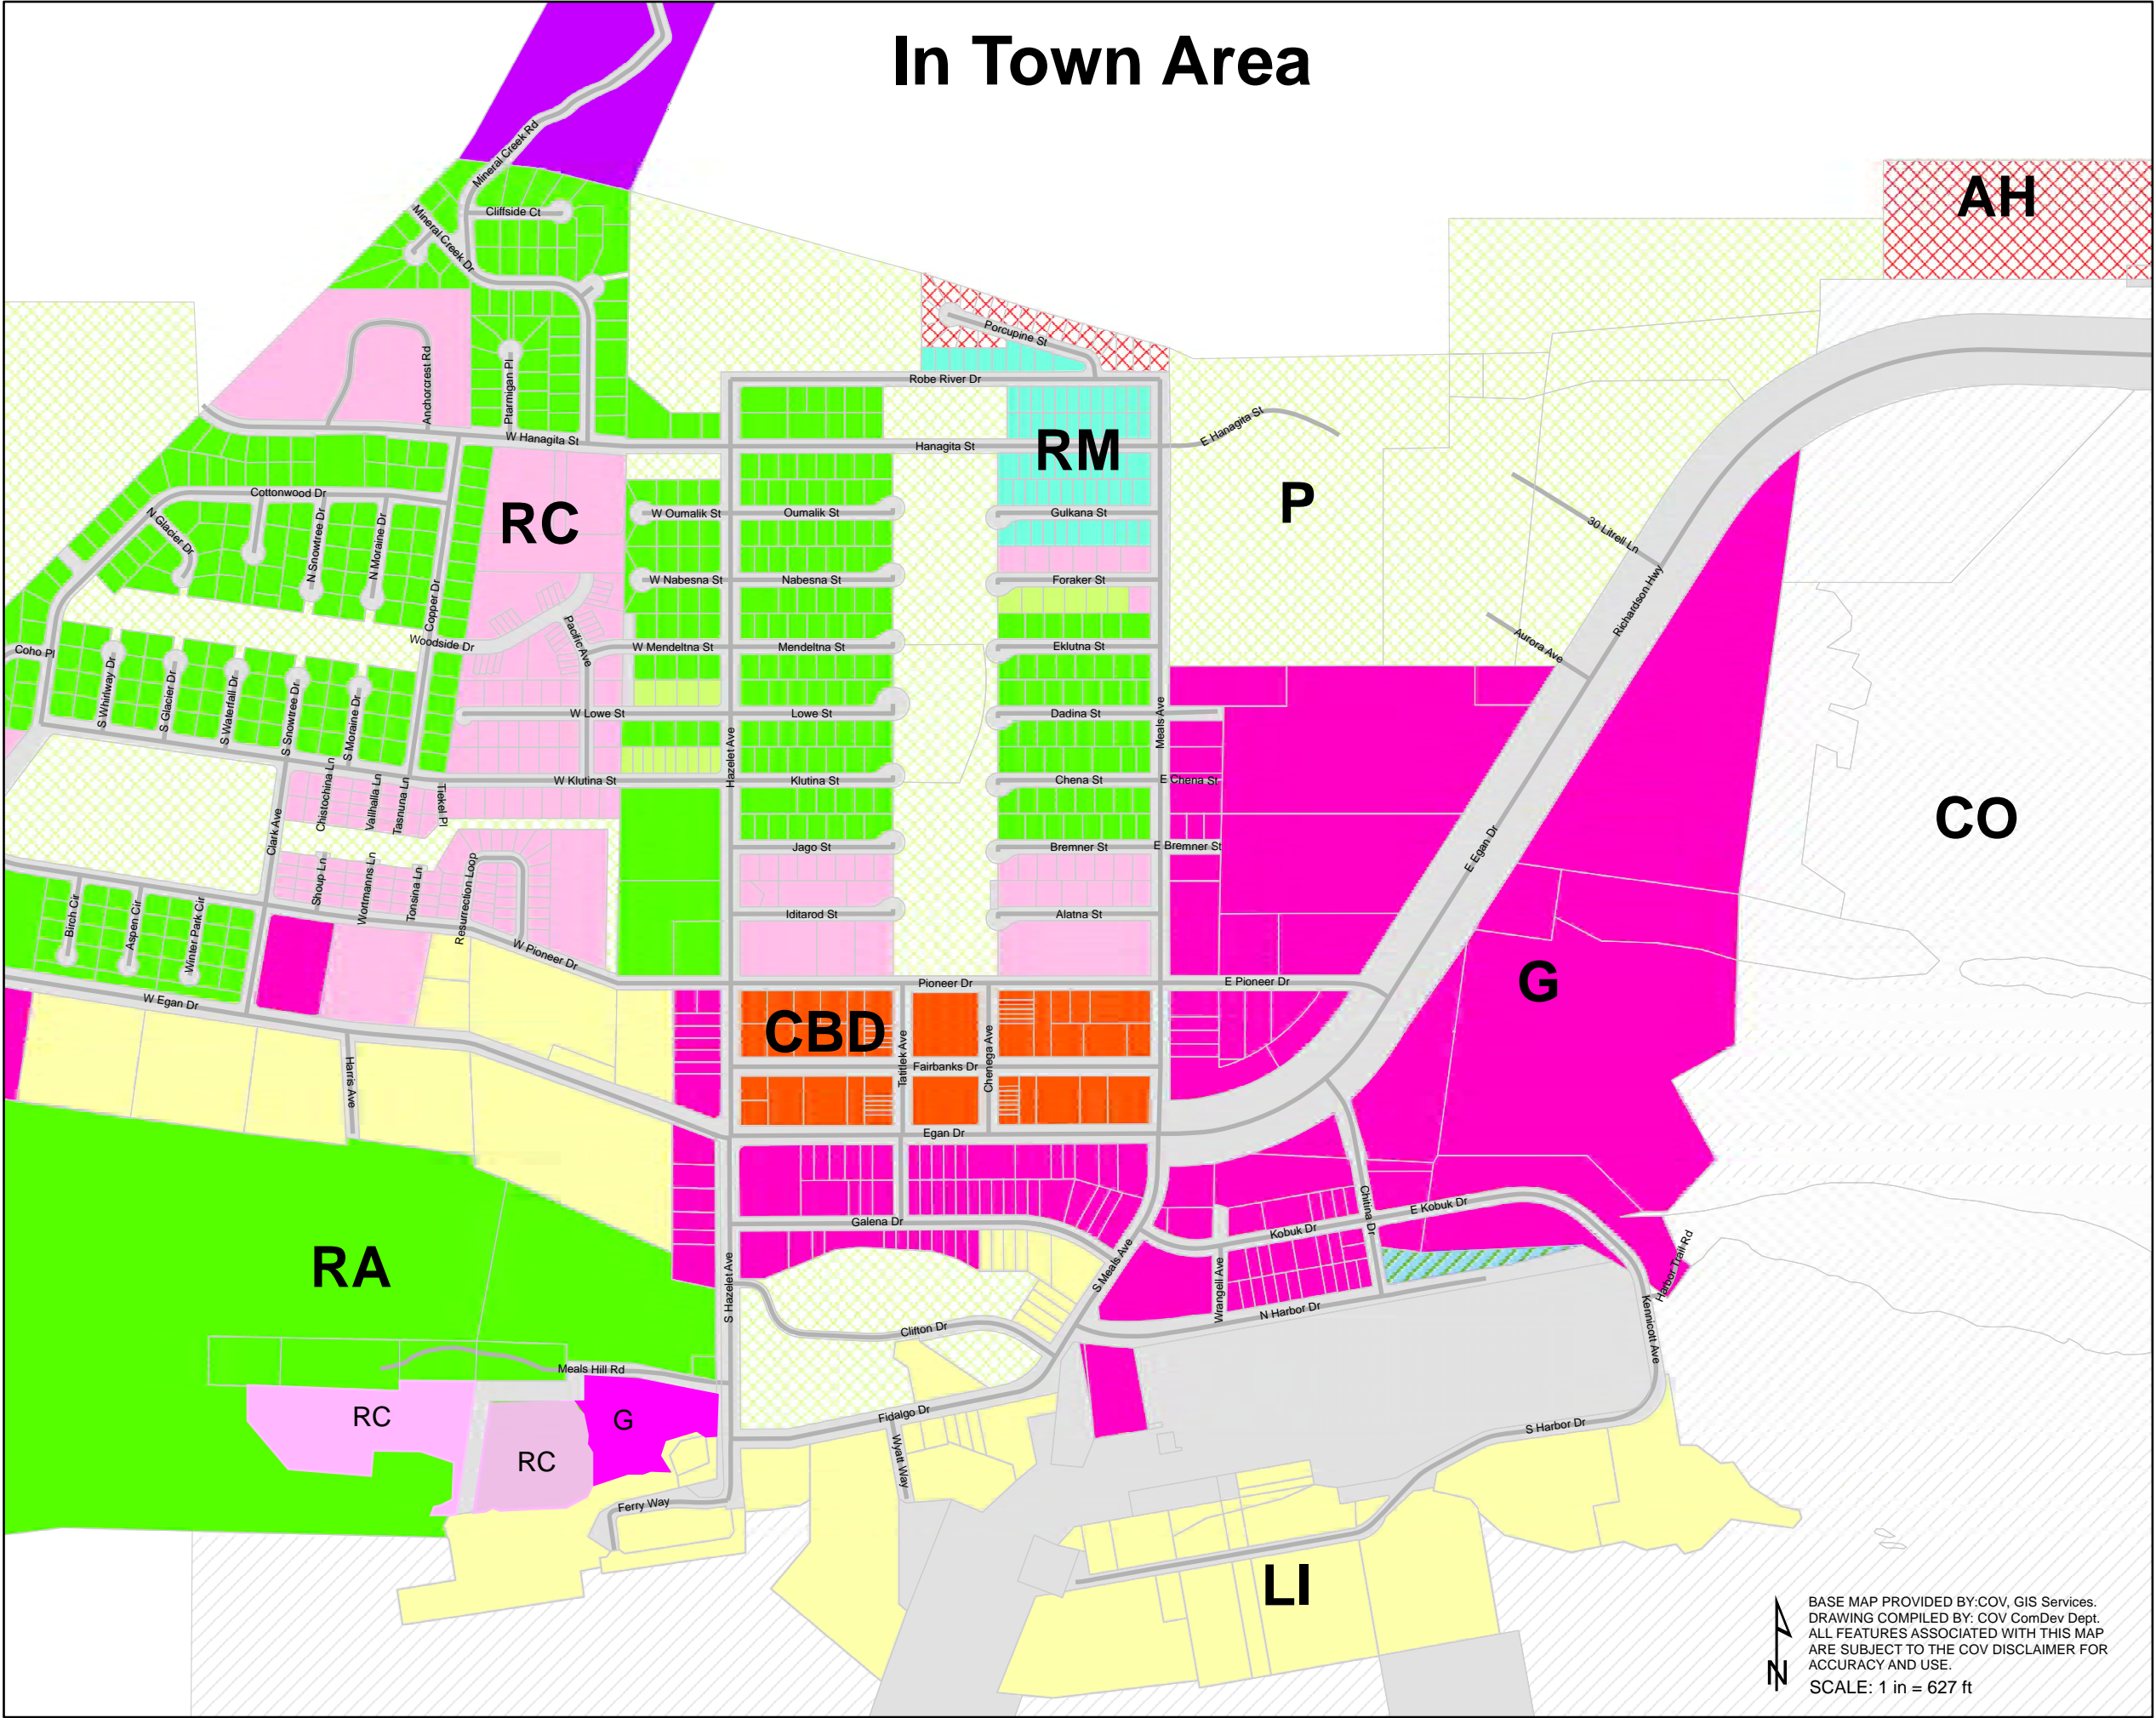 In Town Area
Mineral Creek Rd
AH
Cliffside Ct
Mineral Creek Dr
Porcupine St
Anchorcrest Rd
Ptarmigan Pl
Robe River Dr
W Hanagita St
Hanagita St
E Hanagita St
RM
P
RC
Cottonwood Dr
N Glacier Dr
N Snowtree Dr
N Moraine Dr
W Oumalik St
Oumalik St
Gulkana St
30 Litrell Ln
W Nabesna St
Nabesna St
Foraker St
Richardson Hwy
Copper Dr
Woodside Dr
Pacific Ave
W Mendeltna St
Mendeltna St
Eklutna St
Aurora Ave
Coho Pl
S Whirlway Dr
S Glacier Dr
S Waterfall Dr
S Snowtree Dr
S Moraine Dr
W Lowe St
Lowe St
Dadina St
Meals Ave
Hazelet Ave
W Klutina St
Klutina St
Chena St
E Chena St
Chistochina Ln
Vallhalla Ln
Tasnuna Ln
Tiekel Pl
CO
Clark Ave
Jago St
Bremner St
E Bremner St
E Egan Dr
Shoup Ln
Wortmanns Ln
Tonsina Ln
Resurrection Loop
Birch Cir
Aspen Cir
Winter Park Cir
Iditarod St
Alatna St
W Pioneer Dr
Pioneer Dr
E Pioneer Dr
G
W Egan Dr
CBD
Tatitlek Ave
Chenega Ave
Fairbanks Dr
Harris Ave
Egan Dr
Galena Dr
Chitina Dr
E Kobuk Dr
Kobuk Dr
RA
S Hazelet Ave
S Meals Ave
Wrangell Ave
N Harbor Dr
Harbor Trail Rd
Kennicott Ave
Clifton Dr
Meals Hill Rd
RC
G
Fidalgo Dr
S Harbor Dr
RC
Wyatt Way
Ferry Way
LI
BASE MAP PROVIDED BY:COV, GIS Services.
DRAWING COMPILED BY: COV ComDev Dept.
ALL FEATURES ASSOCIATED WITH THIS MAP
ARE SUBJECT TO THE COV DISCLAIMER FOR
ACCURACY AND USE.
N
SCALE: 1 in = 627 ft